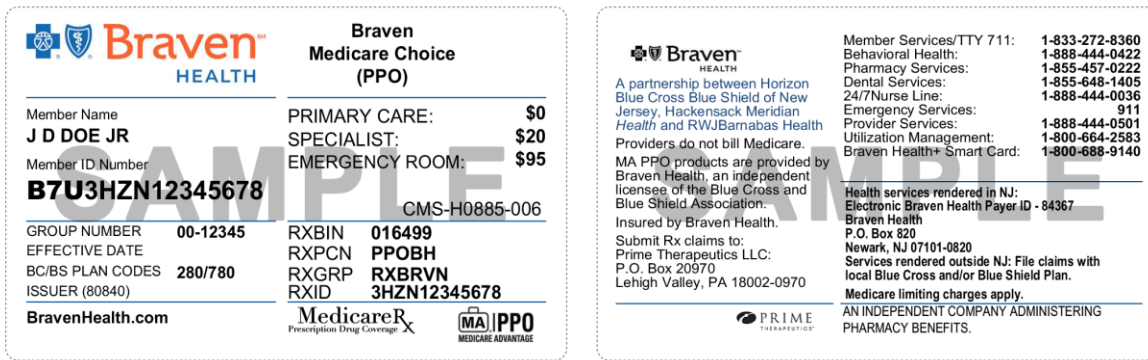 Braven℠
HEALTH
Braven
Medicare Choice
(PPO)
Member Name
J D DOE JR
Member ID Number
B7U3HZN12345678
PRIMARY CARE: $0
SPECIALIST: $20
EMERGENCY ROOM: $95
SAMPLE
CMS-H0885-006
GROUP NUMBER 00-12345
EFFECTIVE DATE
BC/BS PLAN CODES 280/780
ISSUER (80840)
RXBIN 016499
RXPCN PPOBH
RXGRP RXBRVN
RXID 3HZN12345678
BravenHealth.com
MedicareRx
Prescription Drug Coverage
MA PPO
MEDICARE ADVANTAGE
Braven℠
HEALTH
A partnership between Horizon
Blue Cross Blue Shield of New
Jersey, Hackensack Meridian
Health and RWJBarnabas Health
Providers do not bill Medicare.
MA PPO products are provided by
Braven Health, an independent
licensee of the Blue Cross and
Blue Shield Association.
Insured by Braven Health.
Submit Rx claims to:
Prime Therapeutics LLC:
P.O. Box 20970
Lehigh Valley, PA 18002-0970
SAMPLE
Member Services/TTY 711: 1-833-272-8360
Behavioral Health: 1-888-444-0422
Pharmacy Services: 1-855-457-0222
Dental Services: 1-855-648-1405
24/7Nurse Line: 1-888-444-0036
Emergency Services: 911
Provider Services: 1-888-444-0501
Utilization Management: 1-800-664-2583
Braven Health+ Smart Card: 1-800-688-9140
Health services rendered in NJ:
Electronic Braven Health Payer ID - 84367
Braven Health
P.O. Box 820
Newark, NJ 07101-0820
Services rendered outside NJ: File claims with
local Blue Cross and/or Blue Shield Plan.
Medicare limiting charges apply.
PRIME
THERAPEUTICS®
AN INDEPENDENT COMPANY ADMINISTERING
PHARMACY BENEFITS.